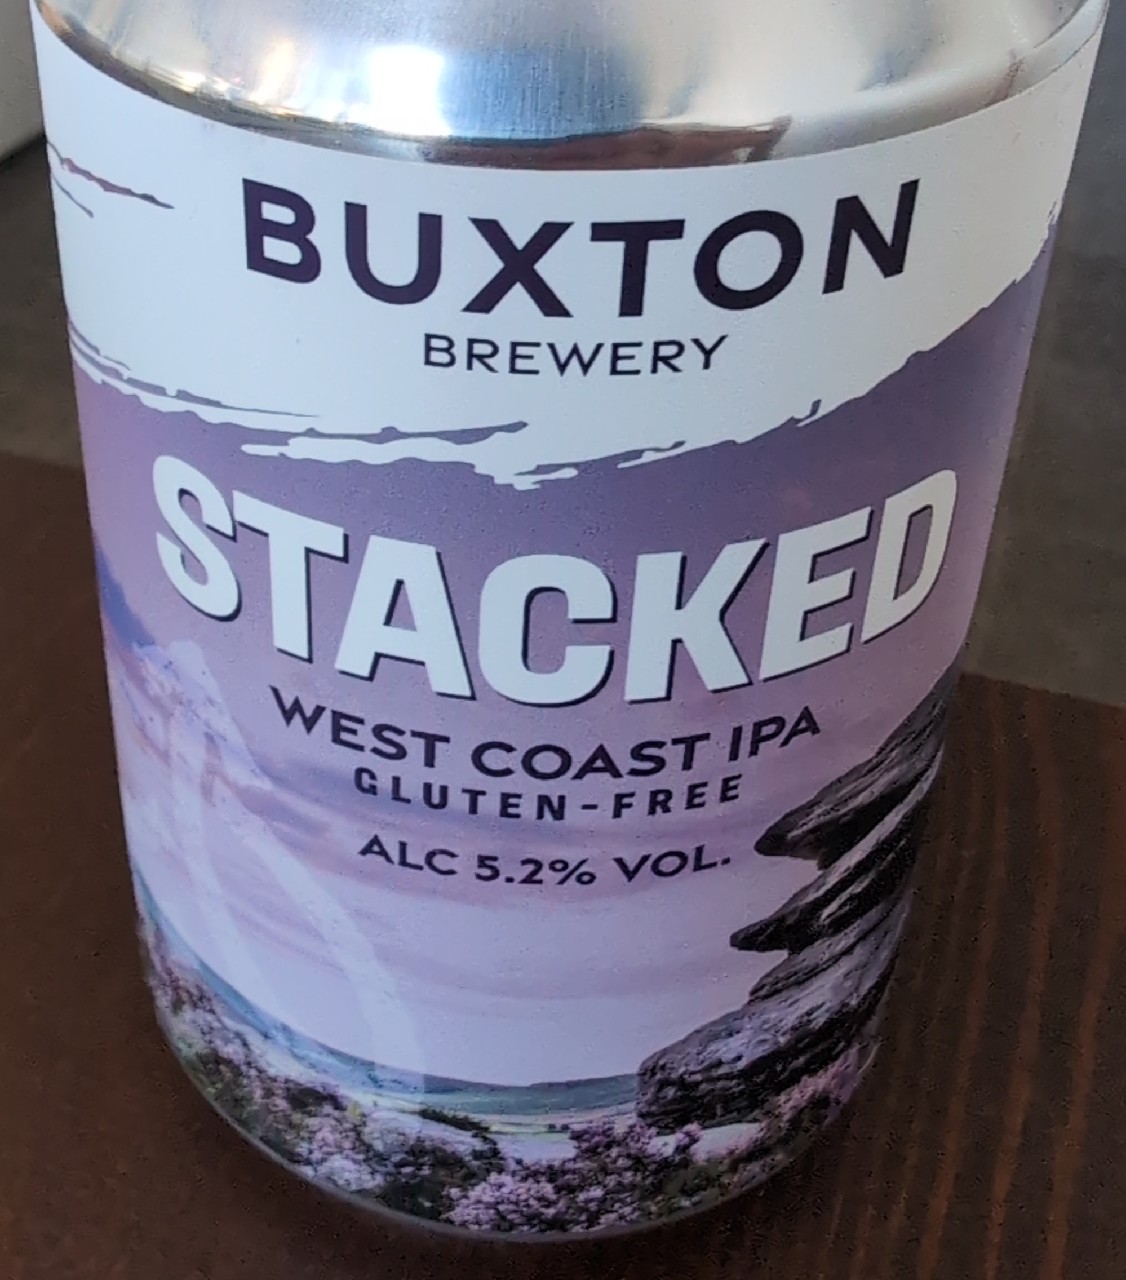 BUXTON
BREWERY
STACKED
WEST COAST IPA
GLUTEN-FREE
ALC 5.2% VOL.